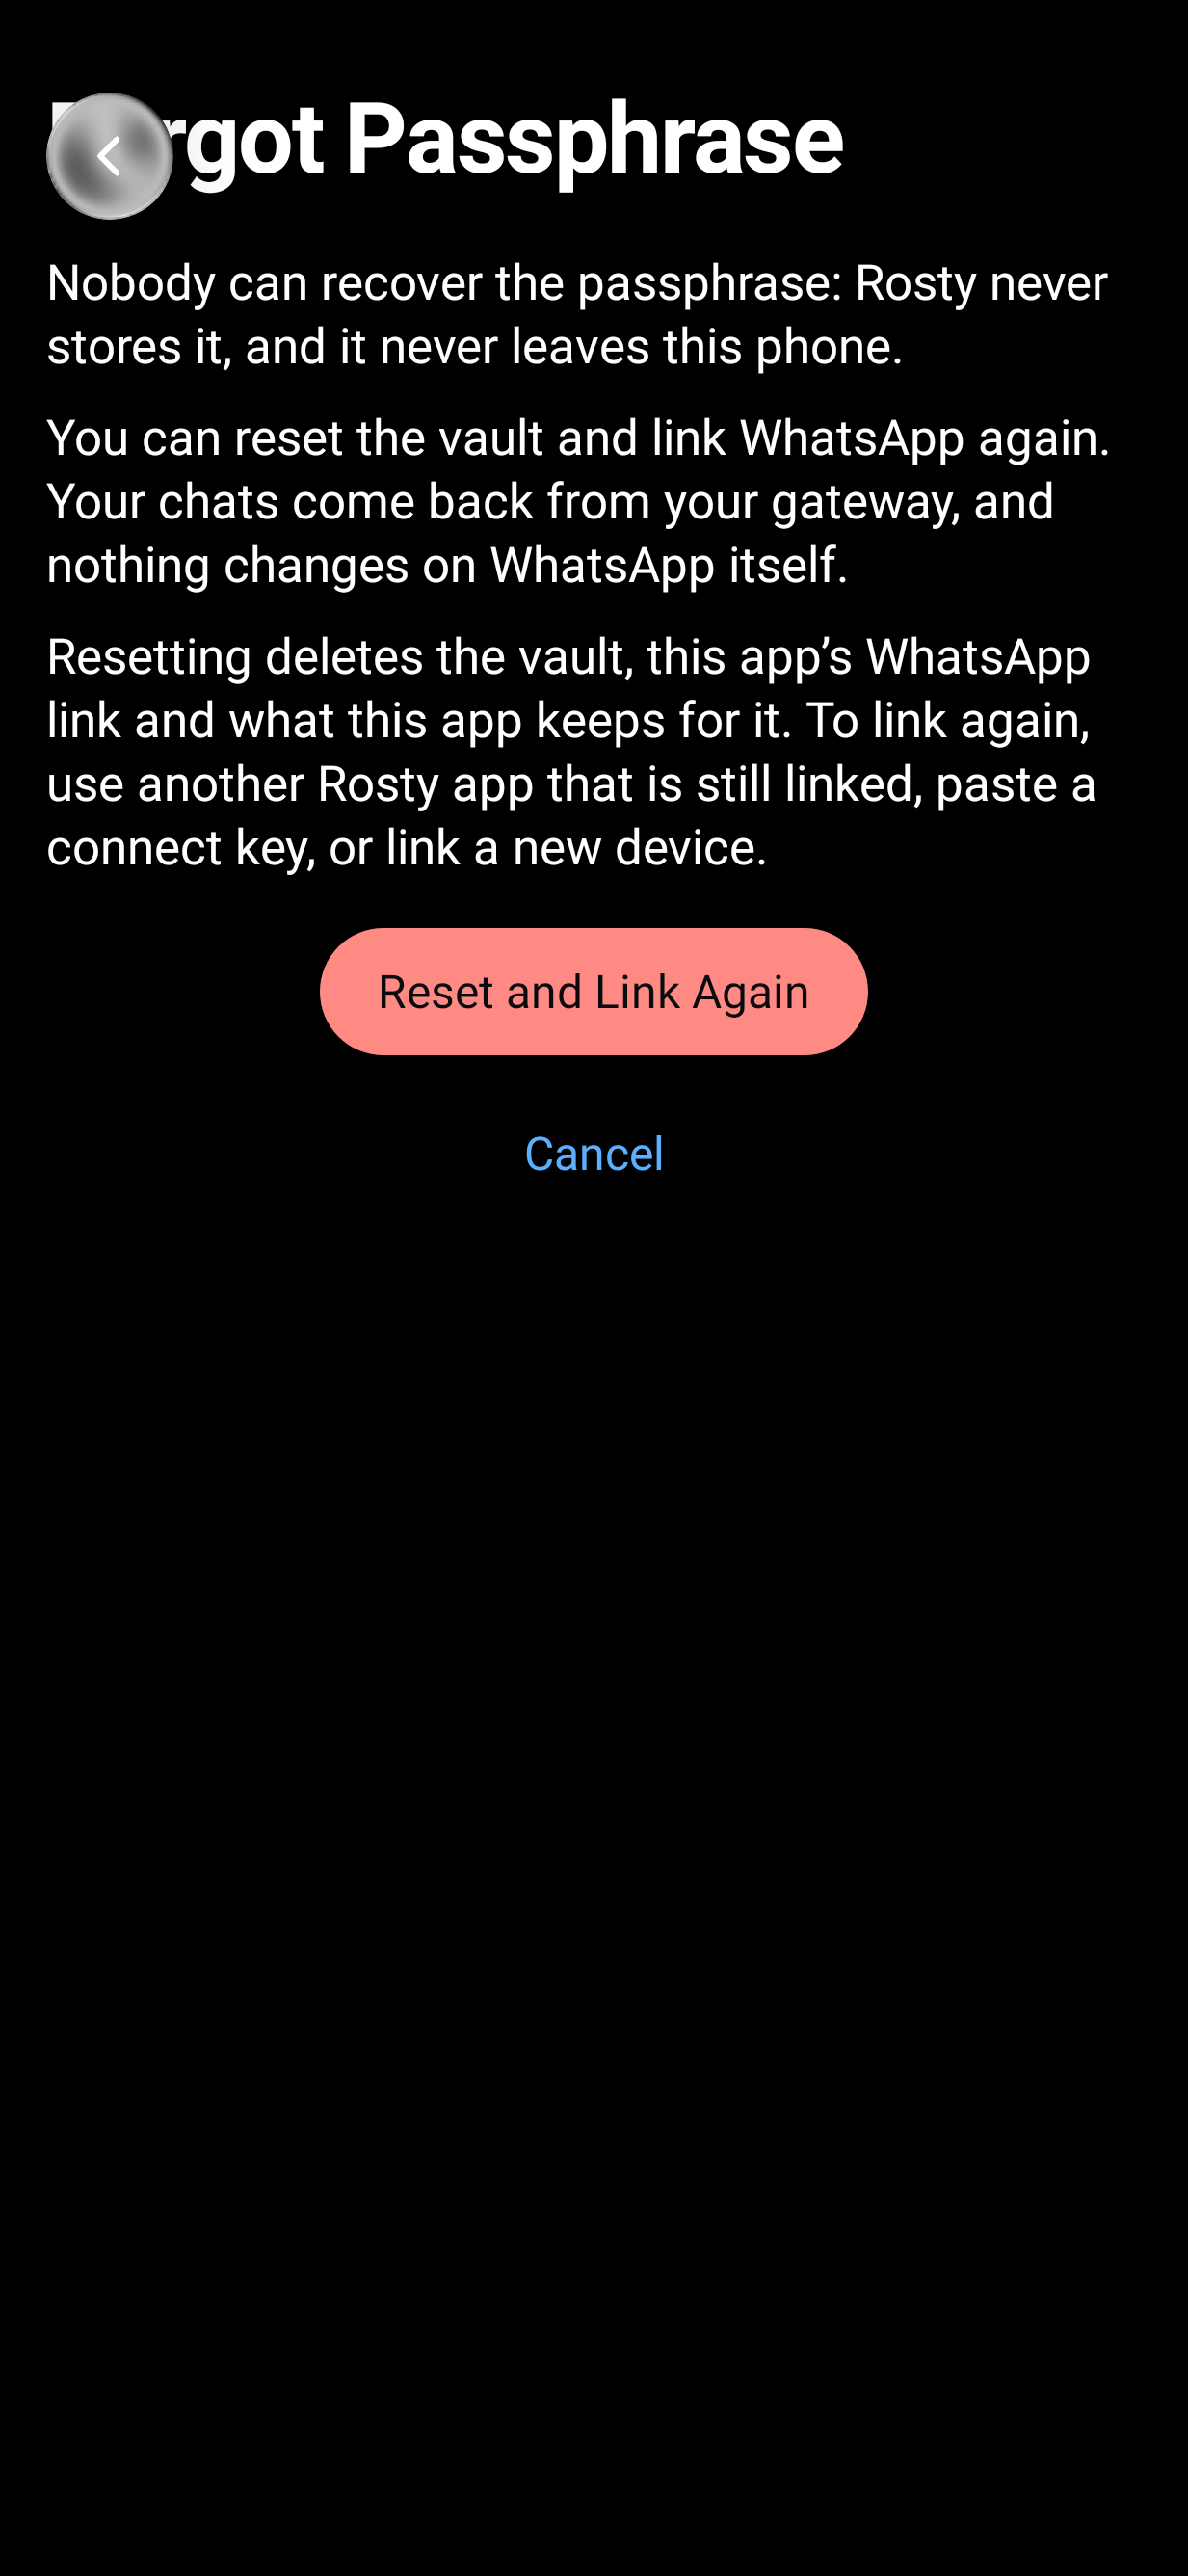 Forgot Passphrase
Nobody can recover the passphrase: Rosty never
stores it, and it never leaves this phone.
You can reset the vault and link WhatsApp again.
Your chats come back from your gateway, and
nothing changes on WhatsApp itself.
Resetting deletes the vault, this app’s WhatsApp
link and what this app keeps for it. To link again,
use another Rosty app that is still linked, paste a
connect key, or link a new device.
Reset and Link Again
Cancel